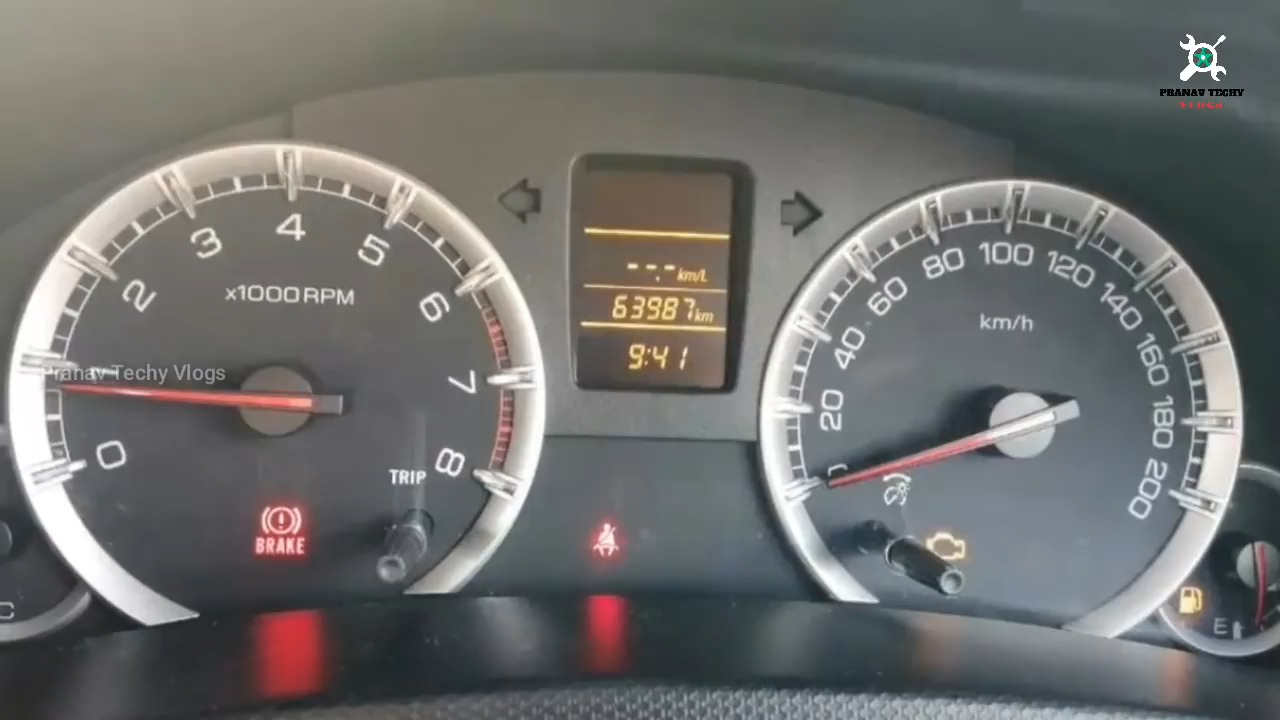 PRANAV TECHY
4
3
5
2
6
x1000RPM
Pranav Techy Vlogs
7
0
8
TRIP
BRAKE
--.- km/L
63987 km
9:41
100
80
120
60
140
km/h
40
160
20
180
0
200
C
E